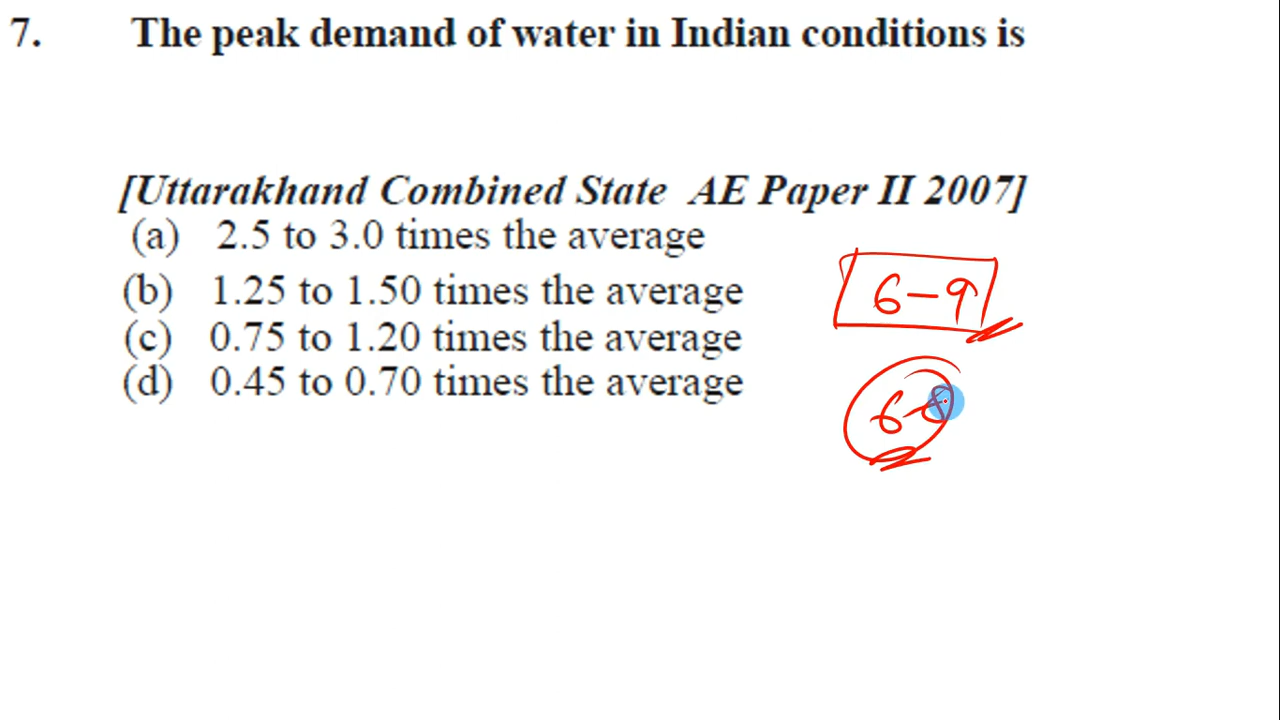 7. The peak demand of water in Indian conditions is
[Uttarakhand Combined State AE Paper II 2007]
(a) 2.5 to 3.0 times the average
(b) 1.25 to 1.50 times the average
(c) 0.75 to 1.20 times the average
(d) 0.45 to 0.70 times the average
6-9
6-8